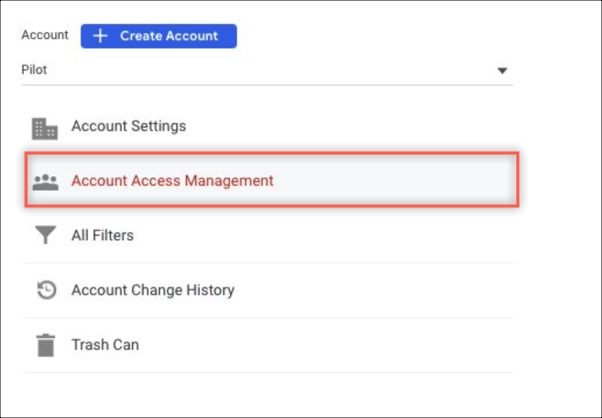 Account + Create Account
Pilot
Account Settings
Account Access Management
All Filters
Account Change History
Trash Can